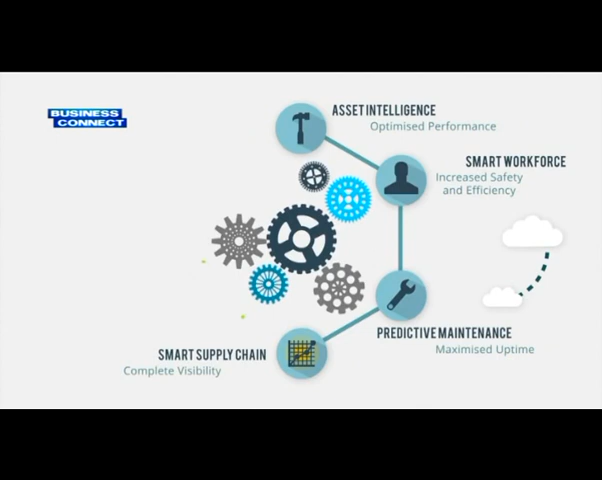 BUSINESS
CONNECT
ASSET INTELLIGENCE
Optimised Performance
SMART WORKFORCE
Increased Safety
and Efficiency
PREDICTIVE MAINTENANCE
Maximised Uptime
SMART SUPPLY CHAIN
Complete Visibility